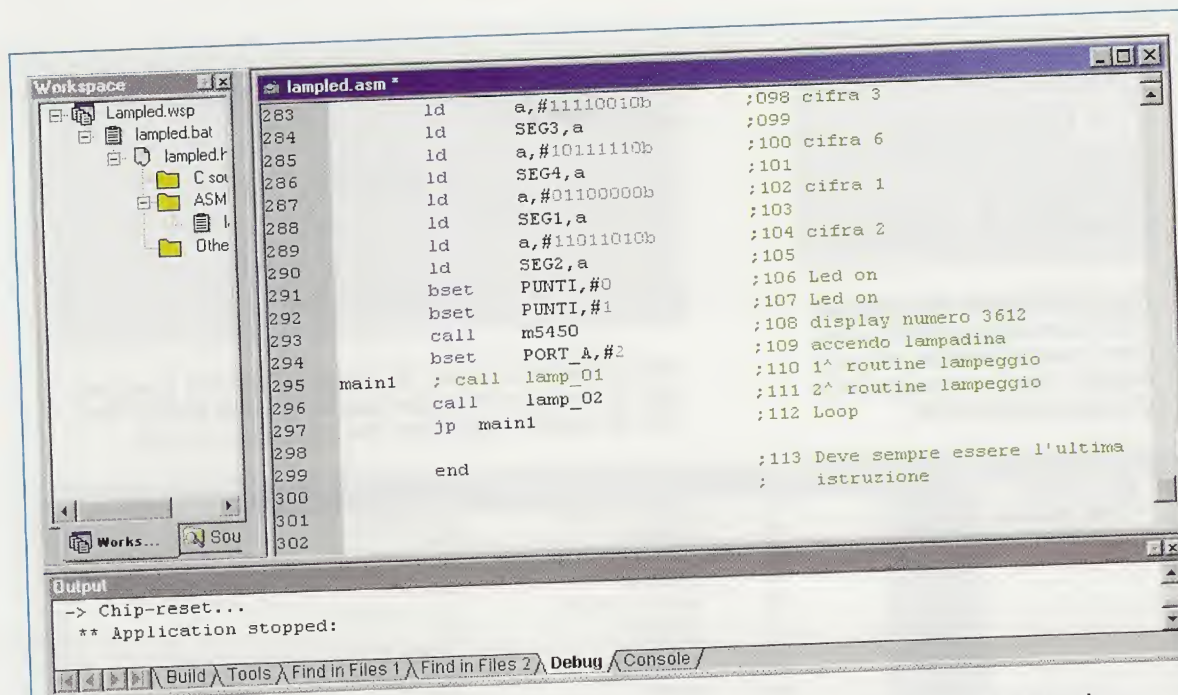 Workspace
Lampled.wsp
lampled.bat
lampled.h
C sou
ASM
Othe
Works...
Sou
lampled.asm *
283 ld a,#11110010b ;098 cifra 3
284 ld SEG3,a ;099
285 ld a,#10111110b ;100 cifra 6
286 ld SEG4,a ;101
287 ld a,#01100000b ;102 cifra 1
288 ld SEG1,a ;103
289 ld a,#11011010b ;104 cifra 2
290 ld SEG2,a ;105
291 bset PUNTI,#0 ;106 Led on
292 bset PUNTI,#1 ;107 Led on
293 call m5450 ;108 display numero 3612
294 bset PORT_A,#2 ;109 accendo lampadina
295 main1 ; call lamp_01 ;110 1^ routine lampeggio
296 call lamp_02 ;111 2^ routine lampeggio
297 jp main1 ;112 Loop
298
299 end ;113 Deve sempre essere l'ultima
300 ; istruzione
301
302
Output
-> Chip-reset...
** Application stopped:
Build Tools Find in Files 1 Find in Files 2 Debug Console